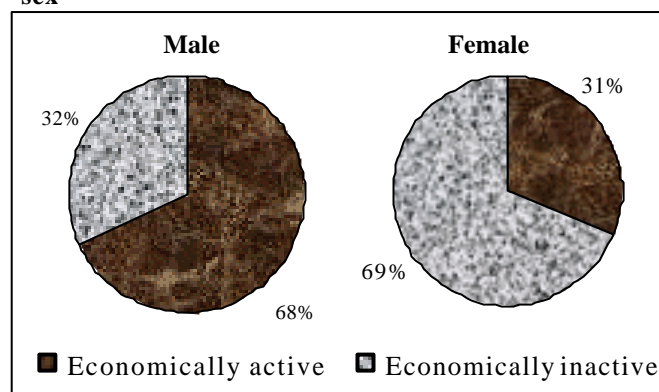 sex
Male Female
31%
32%
69%
68%
Economically active Economically inactive